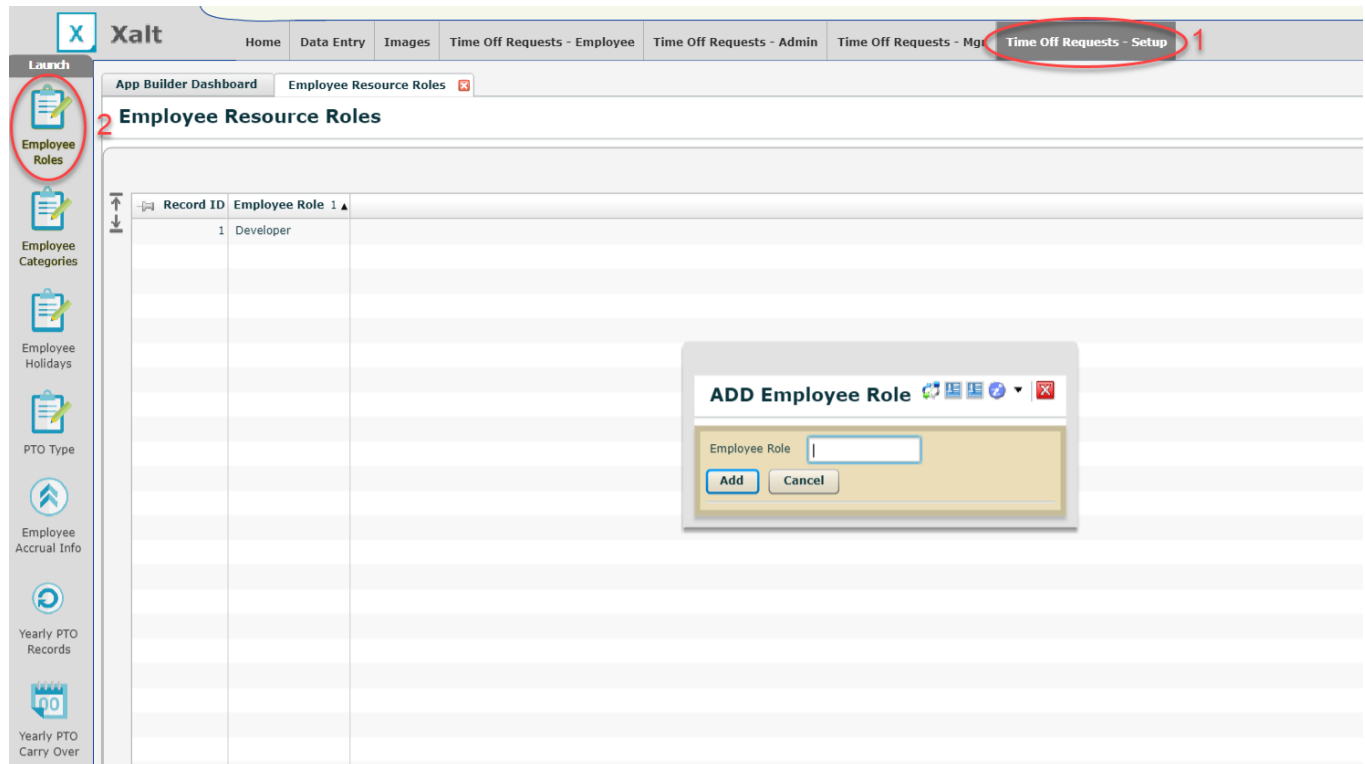 X
Xalt
Home
Data Entry
Images
Time Off Requests - Employee
Time Off Requests - Admin
Time Off Requests - Mgr
Time Off Requests - Setup
1
Launch
App Builder Dashboard
Employee Resource Roles
2
Employee Resource Roles
Employee
Roles
Employee
Categories
Employee
Holidays
PTO Type
Employee
Accrual Info
Yearly PTO
Records
00
Yearly PTO
Carry Over
Record ID
Employee Role 1
1
Developer
ADD Employee Role
Employee Role
Add
Cancel